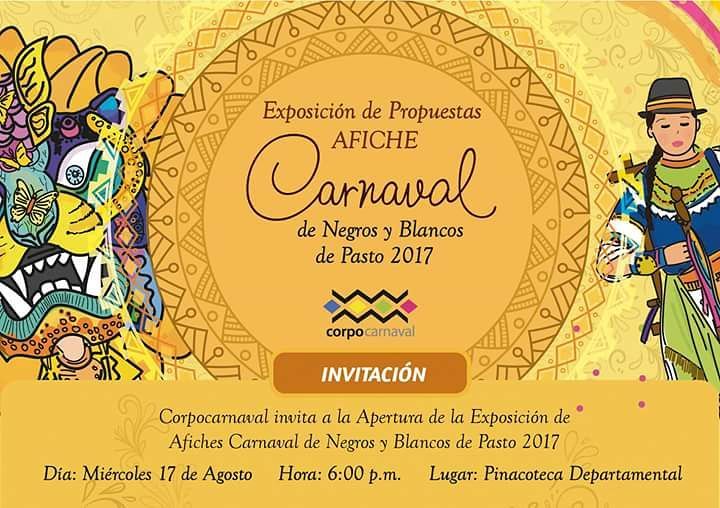 Exposición de Propuestas
AFICHE
Carnaval
de Negros y Blancos
de Pasto 2017
corpocarnaval
INVITACIÓN
Corpocarnaval invita a la Apertura de la Exposición de
Afiches Carnaval de Negros y Blancos de Pasto 2017
Día: Miércoles 17 de Agosto Hora: 6:00 p.m. Lugar: Pinacoteca Departamental